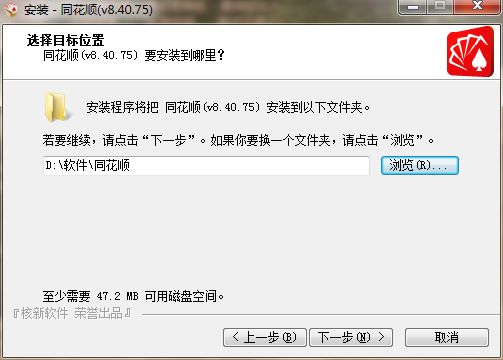 安装 - 同花顺(v8.40.75)
选择目标位置
同花顺(v8.40.75) 要安装到哪里?
安装程序将把 同花顺(v8.40.75) 安装到以下文件夹。
若要继续，请点击“下一步”。如果你要换一个文件夹，请点击“浏览”。
D:\软件\同花顺
浏览(R)...
至少需要 47.2 MB 可用磁盘空间。
『核新软件 荣誉出品』
< 上一步(B)
下一步(N) >
取消